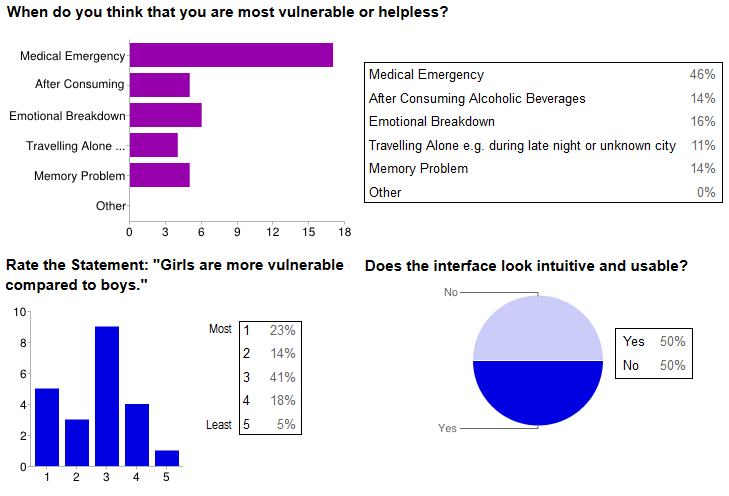 When do you think that you are most vulnerable or helpless?
Medical Emergency
After Consuming
Emotional Breakdown
Travelling Alone ...
Memory Problem
Other
0 3 6 9 12 15 18
Medical Emergency 46%
After Consuming Alcoholic Beverages 14%
Emotional Breakdown 16%
Travelling Alone e.g. during late night or unknown city 11%
Memory Problem 14%
Other 0%
Rate the Statement: "Girls are more vulnerable
compared to boys."
10
8
6
4
2
0
1 2 3 4 5
Most 1 23%
2 14%
3 41%
4 18%
Least 5 5%
Does the interface look intuitive and usable?
No
Yes
Yes 50%
No 50%